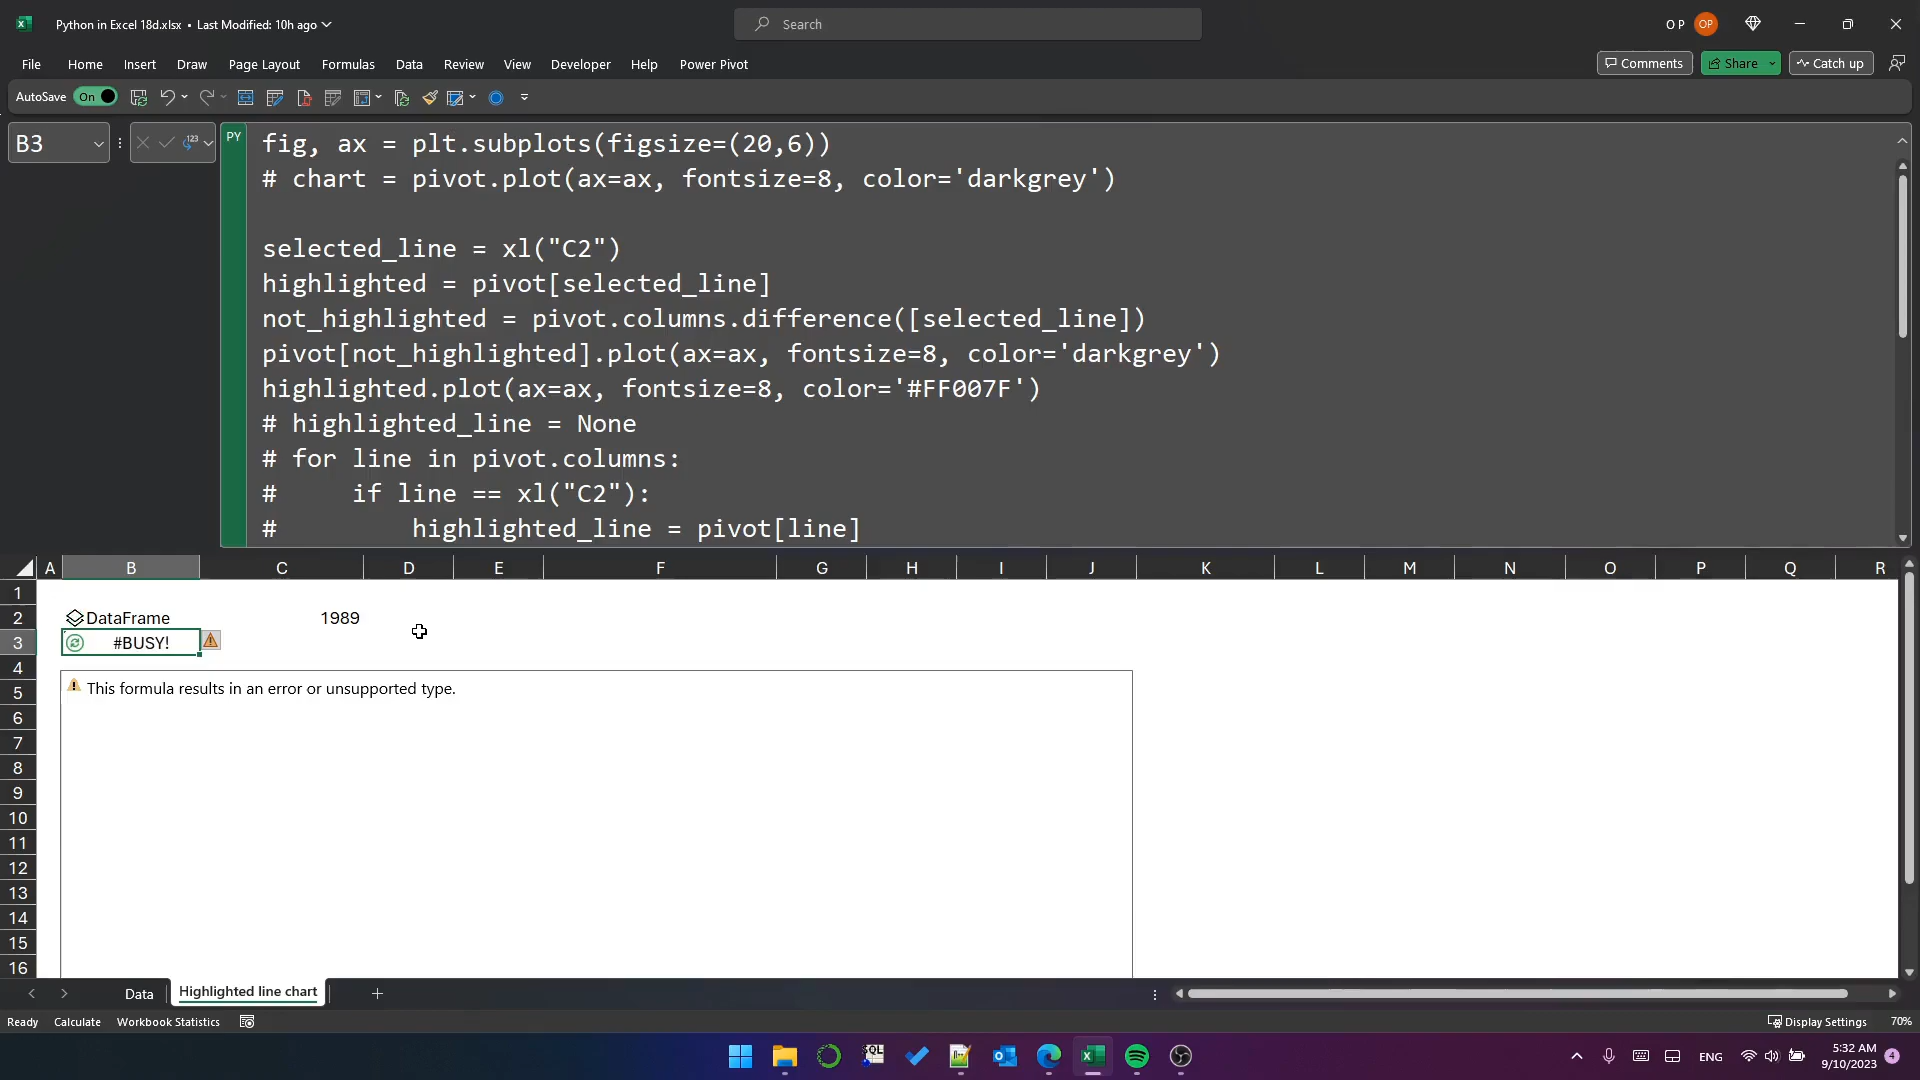 Python in Excel 18d.xlsx • Last Modified: 10h ago
Search
O P
OP
File Home Insert Draw Page Layout Formulas Data Review View Developer Help Power Pivot
Comments Share Catch up
AutoSave On
B3
PY
fig, ax = plt.subplots(figsize=(20,6))
# chart = pivot.plot(ax=ax, fontsize=8, color='darkgrey')
selected_line = xl("C2")
highlighted = pivot[selected_line]
not_highlighted = pivot.columns.difference([selected_line])
pivot[not_highlighted].plot(ax=ax, fontsize=8, color='darkgrey')
highlighted.plot(ax=ax, fontsize=8, color='#FF007F')
# highlighted_line = None
# for line in pivot.columns:
#     if line == xl("C2"):
#         highlighted_line = pivot[line]
A B C D E F G H I J K L M N O P Q R
1
2 DataFrame 1989
3 #BUSY!
4
5 This formula results in an error or unsupported type.
6
7
8
9
10
11
12
13
14
15
16
Data Highlighted line chart
Ready Calculate Workbook Statistics
Display Settings 70%
SQL
ENG
5:32 AM
9/10/2023
4